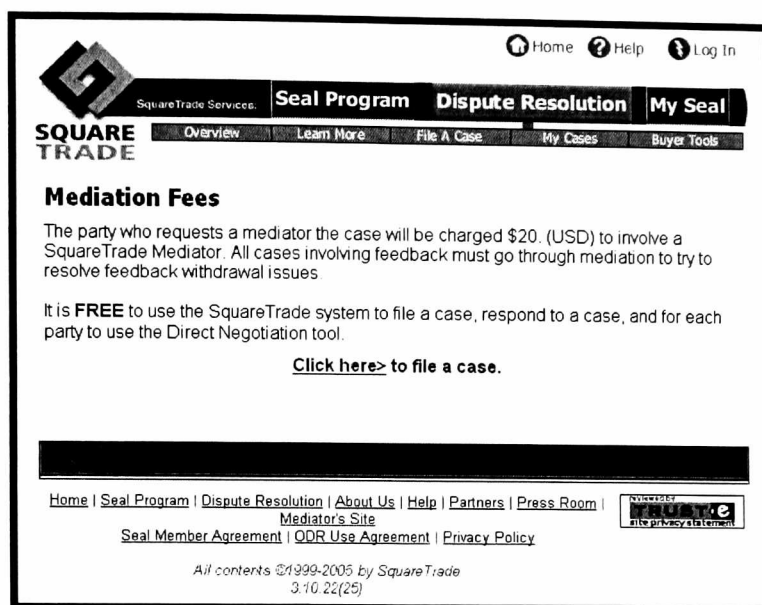 Home Help Log In
SquareTrade Services: Seal Program Dispute Resolution My Seal
SQUARE TRADE
Overview Learn More File A Case My Cases Buyer Tools
Mediation Fees
The party who requests a mediator the case will be charged $20. (USD) to involve a
SquareTrade Mediator. All cases involving feedback must go through mediation to try to
resolve feedback withdrawal issues
It is FREE to use the SquareTrade system to file a case, respond to a case, and for each
party to use the Direct Negotiation tool.
Click here> to file a case.
Home | Seal Program | Dispute Resolution | About Us | Help | Partners | Press Room |
Mediator's Site
Seal Member Agreement | ODR Use Agreement | Privacy Policy
reviewed by
TRUST·e
site privacy statement
All contents ©1999-2005 by SquareTrade
3.10.22(25)